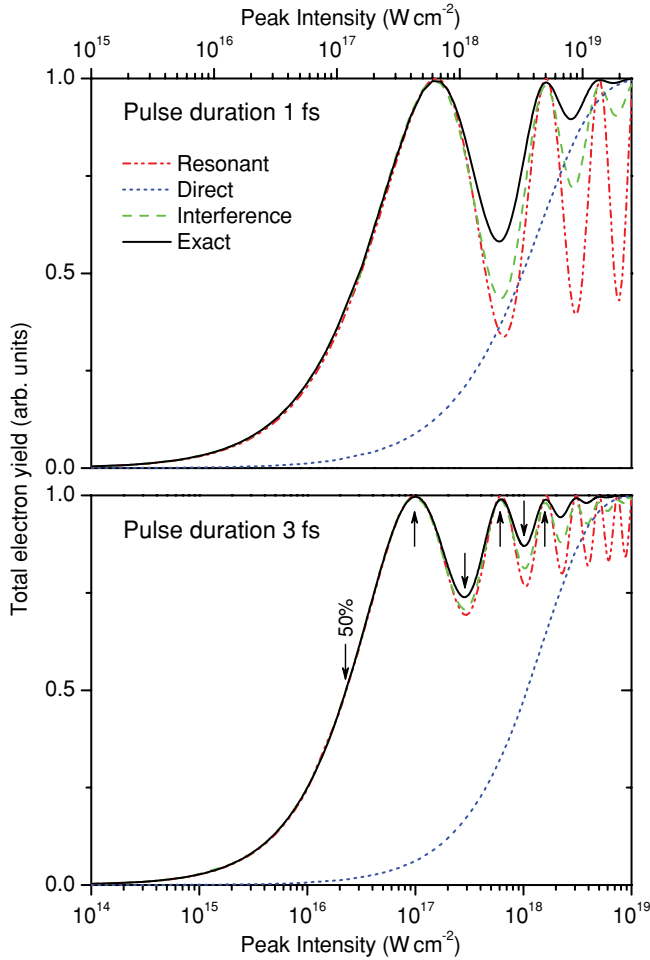 Peak Intensity (W cm-2)
10^15 10^16 10^17 10^18 10^19
1.0
Pulse duration 1 fs
Resonant
Direct
Interference
Exact
0.5
0.0
Total electron yield (arb. units)
1.0
Pulse duration 3 fs
50%
0.5
0.0
10^14 10^15 10^16 10^17 10^18 10^19
Peak Intensity (W cm-2)